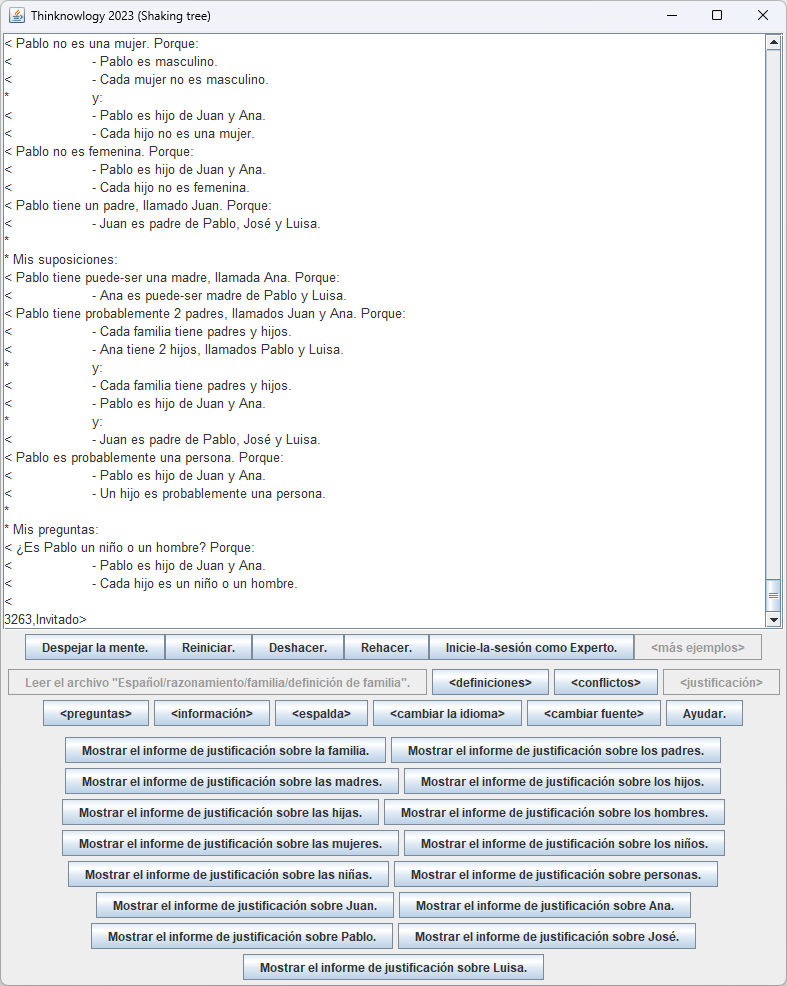 Thinknowlogy 2023 (Shaking tree)
< Pablo no es una mujer. Porque:
< - Pablo es masculino.
< - Cada mujer no es masculino.
* y:
< - Pablo es hijo de Juan y Ana.
< - Cada hijo no es una mujer.
< Pablo no es femenina. Porque:
< - Pablo es hijo de Juan y Ana.
< - Cada hijo no es femenina.
< Pablo tiene un padre, llamado Juan. Porque:
< - Juan es padre de Pablo, José y Luisa.
*
* Mis suposiciones:
< Pablo tiene puede-ser una madre, llamada Ana. Porque:
< - Ana es puede-ser madre de Pablo y Luisa.
< Pablo tiene probablemente 2 padres, llamados Juan y Ana. Porque:
< - Cada familia tiene padres y hijos.
< - Ana tiene 2 hijos, llamados Pablo y Luisa.
* y:
< - Cada familia tiene padres y hijos.
< - Pablo es hijo de Juan y Ana.
* y:
< - Juan es padre de Pablo, José y Luisa.
< Pablo es probablemente una persona. Porque:
< - Pablo es hijo de Juan y Ana.
< - Un hijo es probablemente una persona.
*
* Mis preguntas:
< ¿Es Pablo un niño o un hombre? Porque:
< - Pablo es hijo de Juan y Ana.
< - Cada hijo es un niño o un hombre.
<
3263,Invitado>
Despejar la mente. Reiniciar. Deshacer. Rehacer. Inicie-la-sesión como Experto. <más ejemplos>
Leer el archivo "Español/razonamiento/familia/definición de familia". <definiciones> <conflictos> <justificación>
<preguntas> <información> <espalda> <cambiar la idioma> <cambiar fuente> Ayudar.
Mostrar el informe de justificación sobre la familia. Mostrar el informe de justificación sobre los padres.
Mostrar el informe de justificación sobre las madres. Mostrar el informe de justificación sobre los hijos.
Mostrar el informe de justificación sobre las hijas. Mostrar el informe de justificación sobre los hombres.
Mostrar el informe de justificación sobre las mujeres. Mostrar el informe de justificación sobre los niños.
Mostrar el informe de justificación sobre las niñas. Mostrar el informe de justificación sobre personas.
Mostrar el informe de justificación sobre Juan. Mostrar el informe de justificación sobre Ana.
Mostrar el informe de justificación sobre Pablo. Mostrar el informe de justificación sobre José.
Mostrar el informe de justificación sobre Luisa.